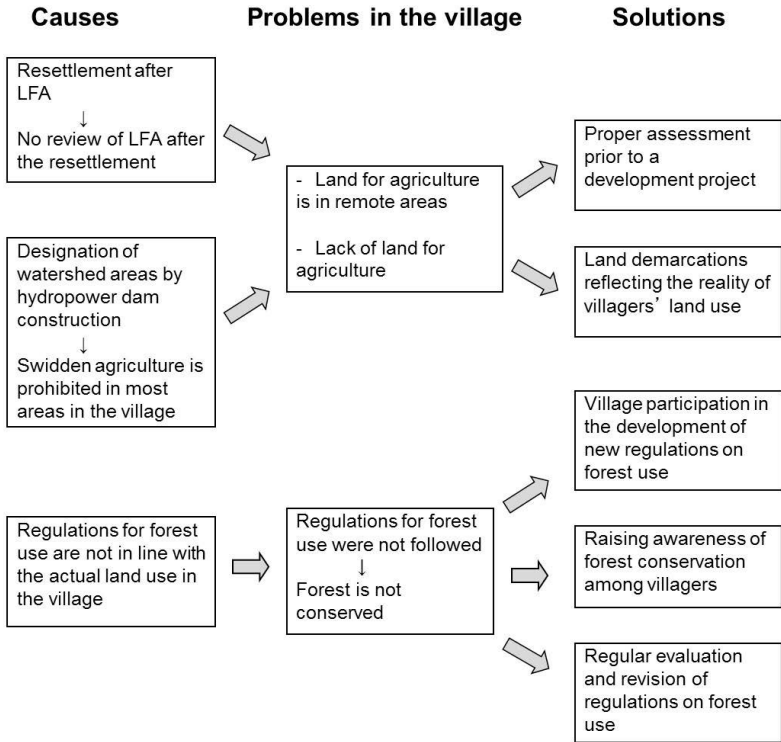 Causes
Problems in the village
Solutions
Resettlement after
LFA
↓
No review of LFA after
the resettlement
Designation of
watershed areas by
hydropower dam
construction
↓
Swidden agriculture is
prohibited in most
areas in the village
Regulations for forest
use are not in line with
the actual land use in
the village
- Land for agriculture
is in remote areas
- Lack of land for
agriculture
Regulations for forest
use were not followed
↓
Forest is not
conserved
Proper assessment
prior to a
development project
Land demarcations
reflecting the reality of
villagers’ land use
Village participation in
the development of
new regulations on
forest use
Raising awareness of
forest conservation
among villagers
Regular evaluation
and revision of
regulations on forest
use